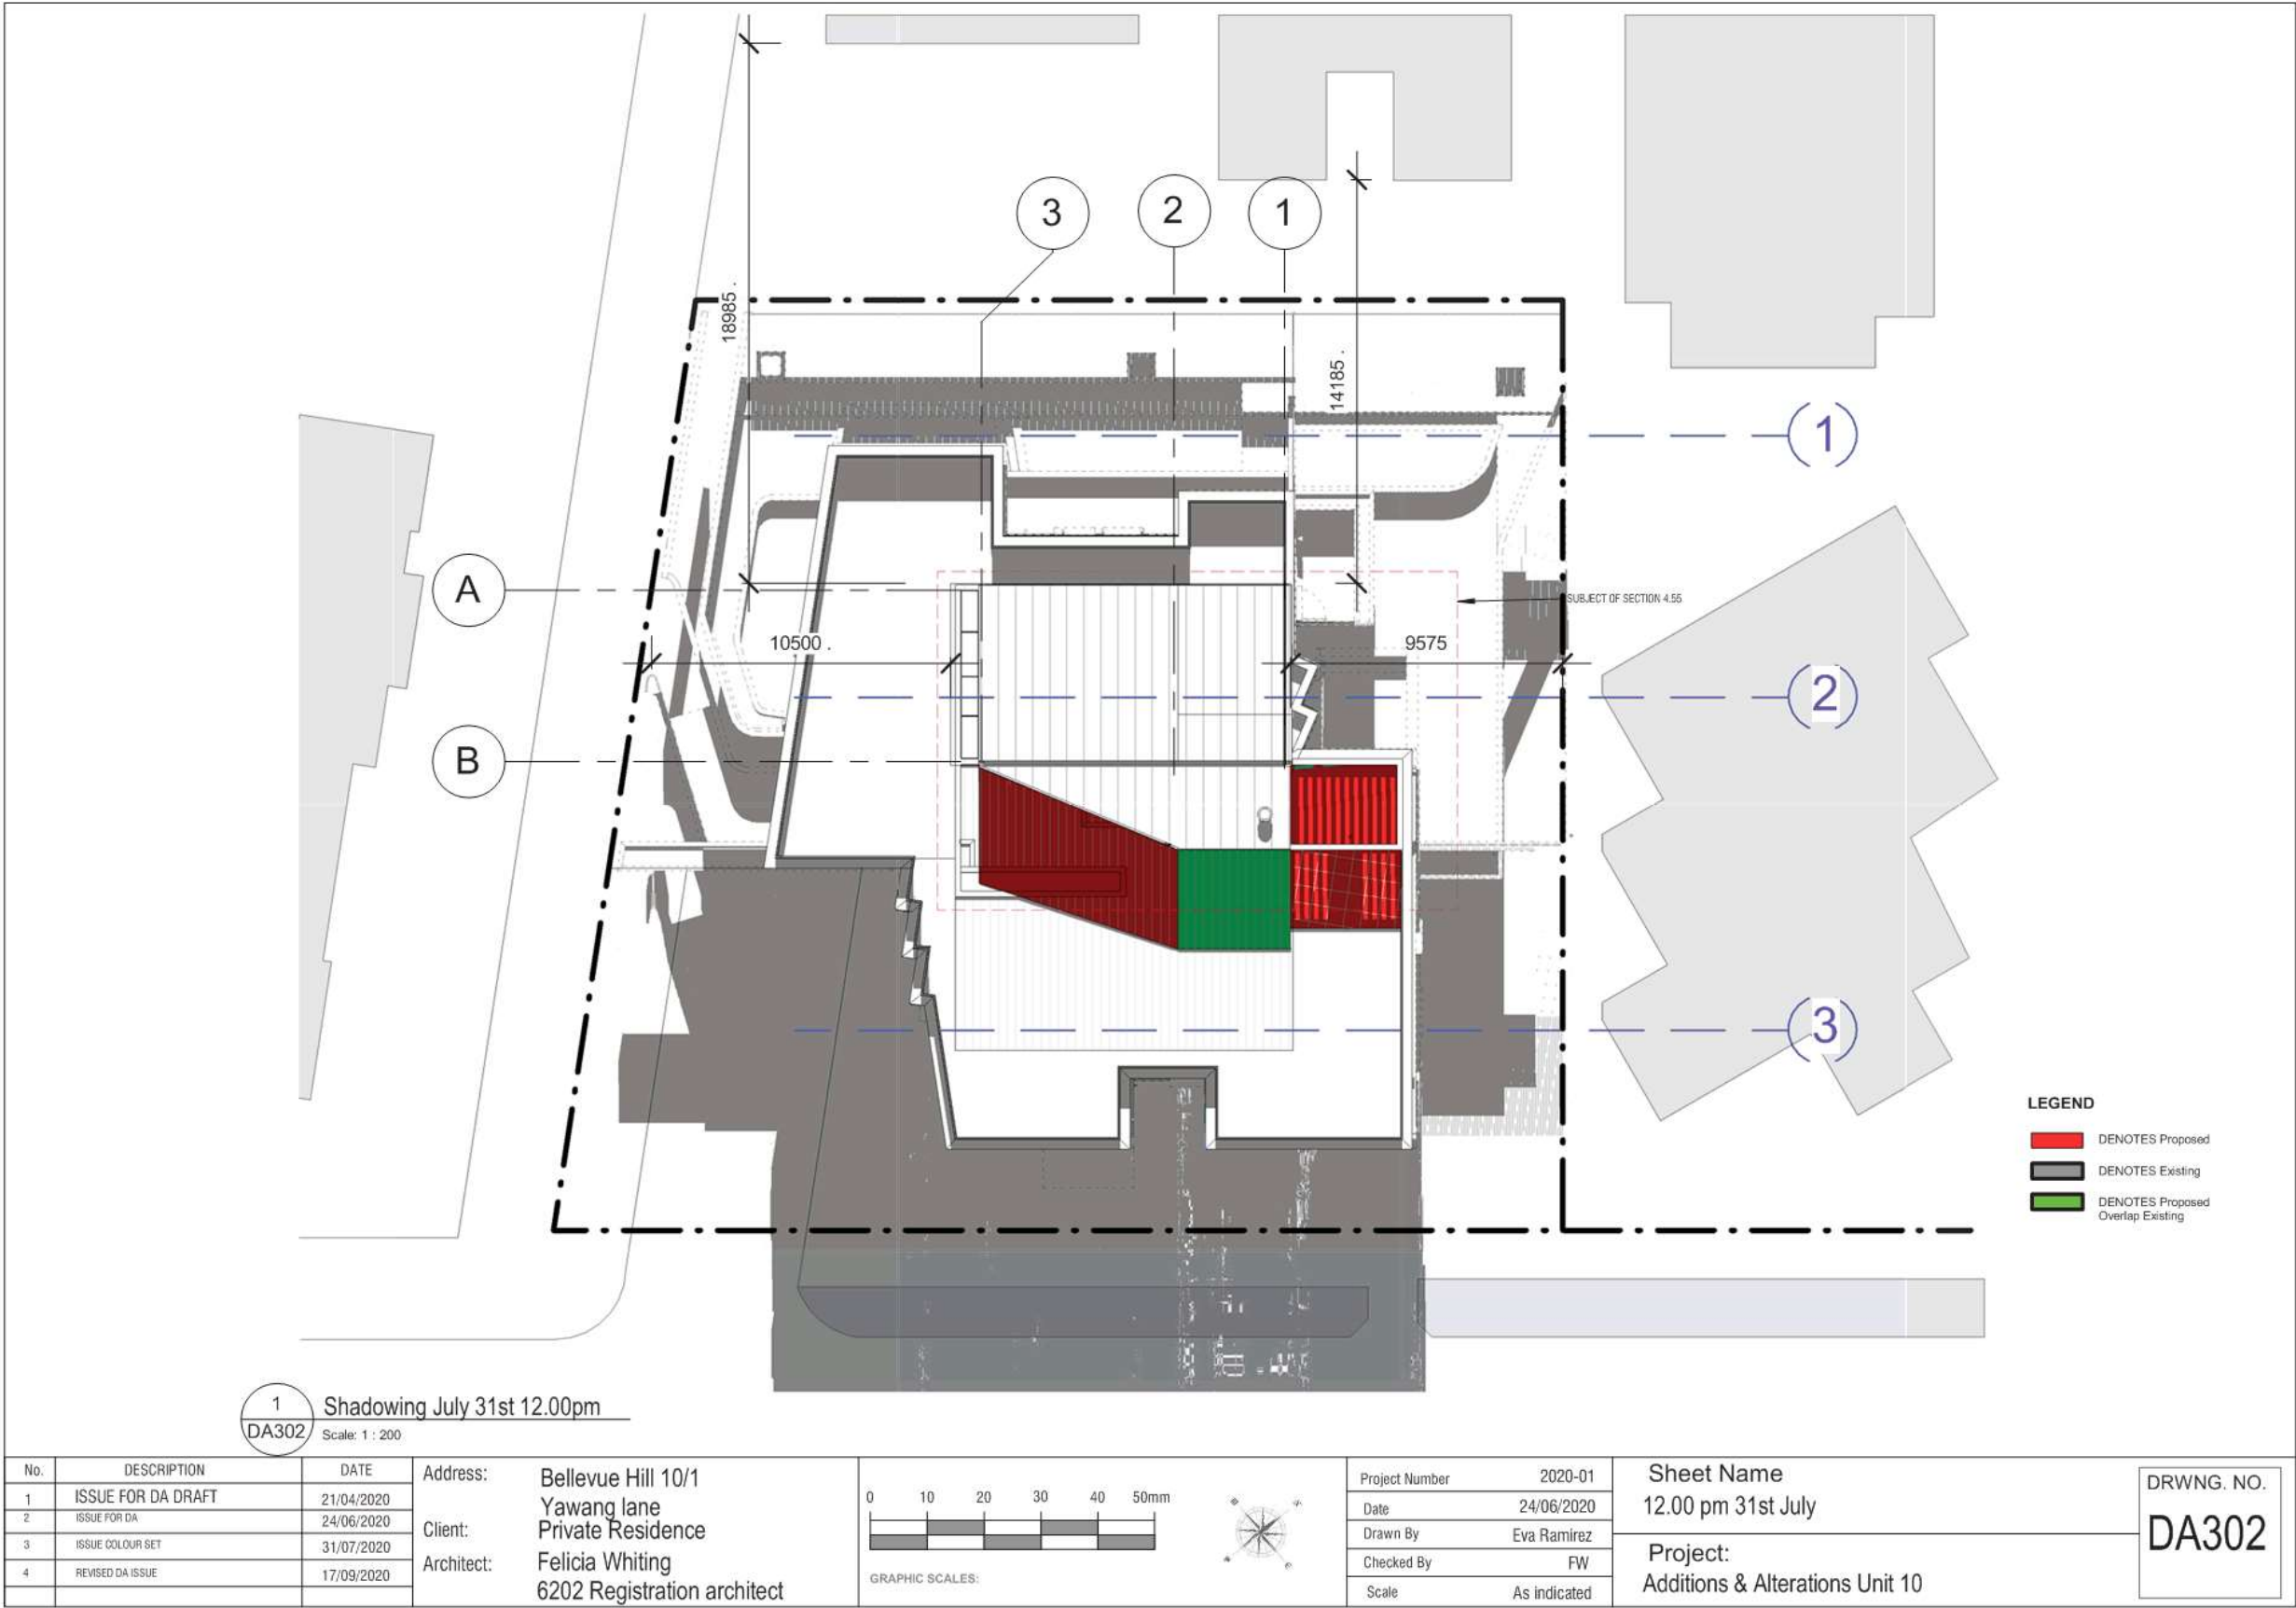 3
2
1
18985 .
14185 .
(1)
A
SUBJECT OF SECTION 4.55
10500 .
9575
(2)
B
(3)
LEGEND
DENOTES Proposed
DENOTES Existing
DENOTES Proposed
Overlap Existing
1
DA302
Shadowing July 31st 12.00pm
Scale: 1 : 200
No. DESCRIPTION DATE
1 ISSUE FOR DA DRAFT 21/04/2020
2 ISSUE FOR DA 24/06/2020
3 ISSUE COLOUR SET 31/07/2020
4 REVISED DA ISSUE 17/09/2020
Address: Bellevue Hill 10/1
Yawang lane
Client: Private Residence
Architect: Felicia Whiting
6202 Registration architect
0 10 20 30 40 50mm
GRAPHIC SCALES:
Project Number 2020-01
Date 24/06/2020
Drawn By Eva Ramirez
Checked By FW
Scale As indicated
Sheet Name
12.00 pm 31st July
Project:
Additions & Alterations Unit 10
DRWNG. NO.
DA302